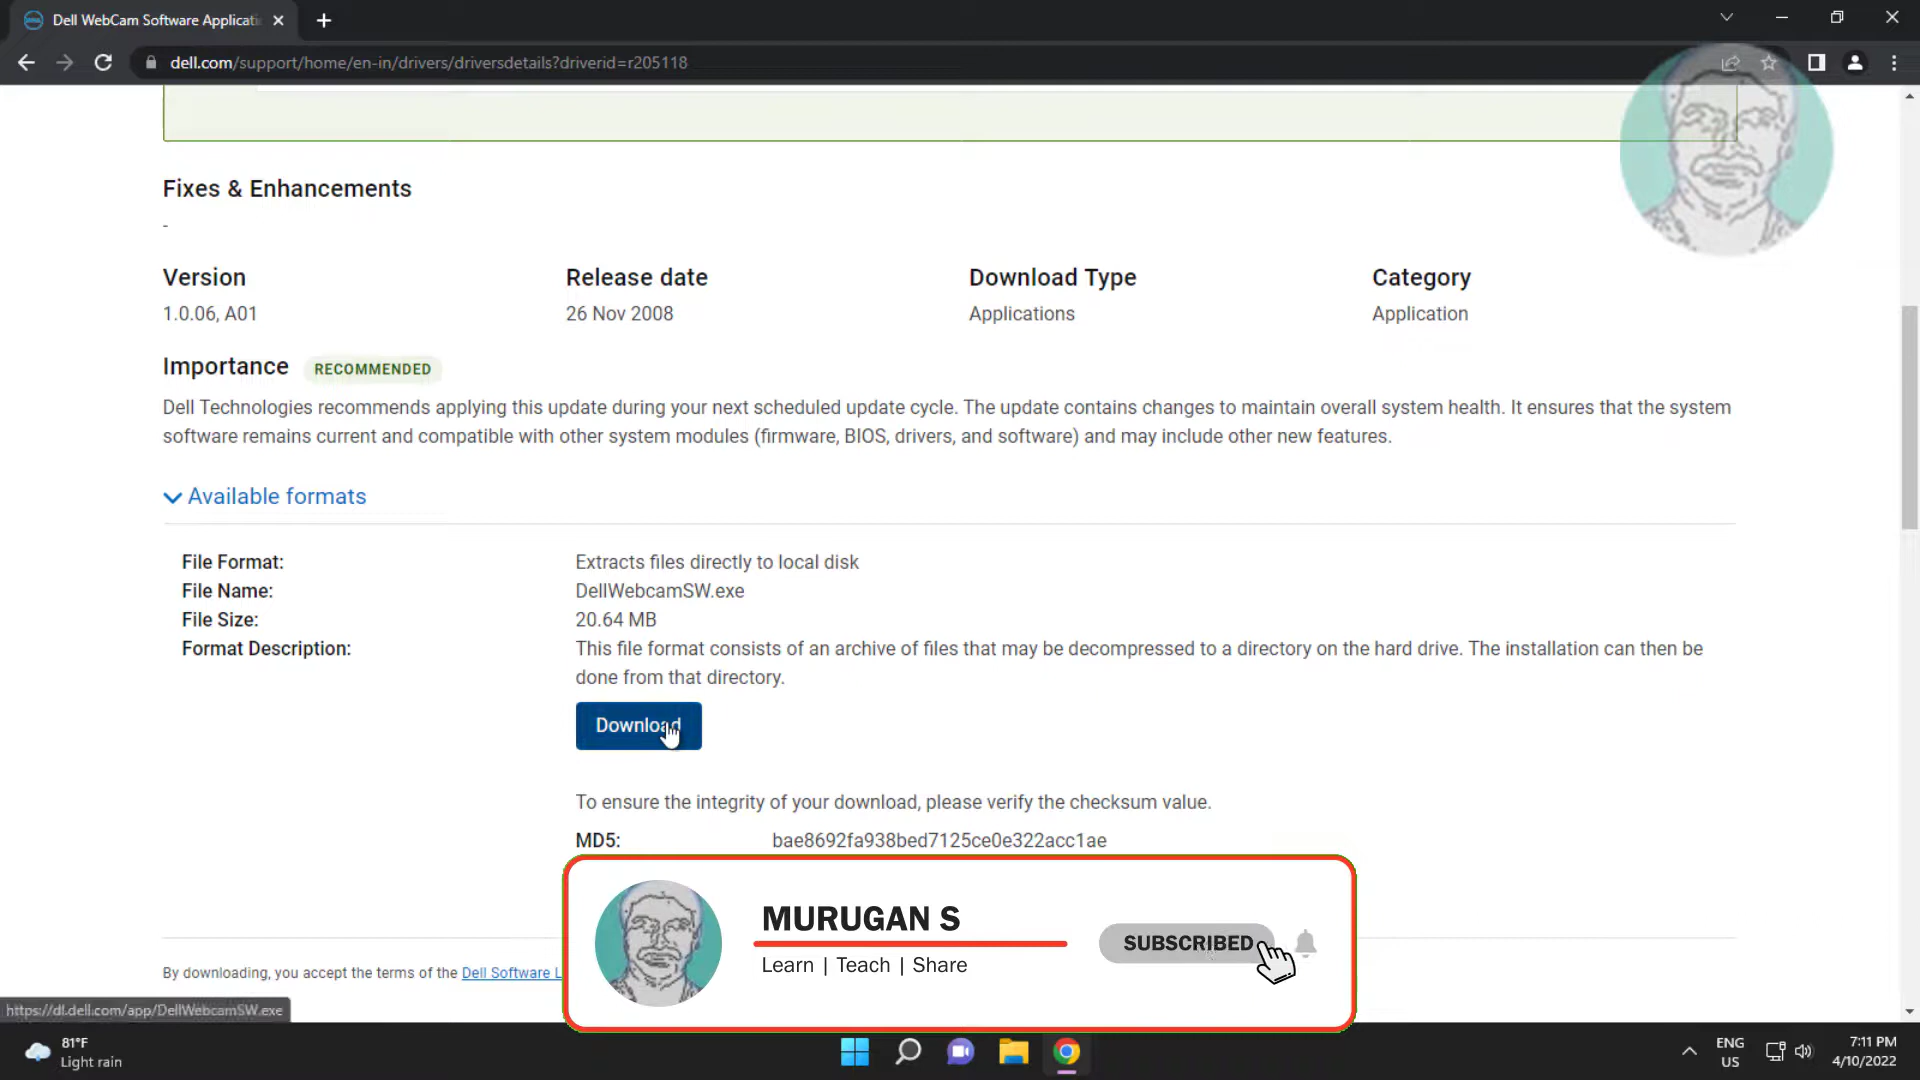 Dell WebCam Software Applicati
dell.com/support/home/en-in/drivers/driversdetails?driverid=r205118
Fixes & Enhancements
-
Version
Release date
Download Type
Category
1.0.06, A01
26 Nov 2008
Applications
Application
Importance RECOMMENDED
Dell Technologies recommends applying this update during your next scheduled update cycle. The update contains changes to maintain overall system health. It ensures that the system
software remains current and compatible with other system modules (firmware, BIOS, drivers, and software) and may include other new features.
Available formats
File Format: Extracts files directly to local disk
File Name: DellWebcamSW.exe
File Size: 20.64 MB
Format Description: This file format consists of an archive of files that may be decompressed to a directory on the hard drive. The installation can then be
done from that directory.
Download
To ensure the integrity of your download, please verify the checksum value.
MD5: bae8692fa938bed7125ce0e322acc1ae
MURUGAN S
SUBSCRIBED
Learn | Teach | Share
By downloading, you accept the terms of the Dell Software L
https://dl.dell.com/app/DellWebcamSW.exe
81°F
Light rain
ENG
US
7:11 PM
4/10/2022